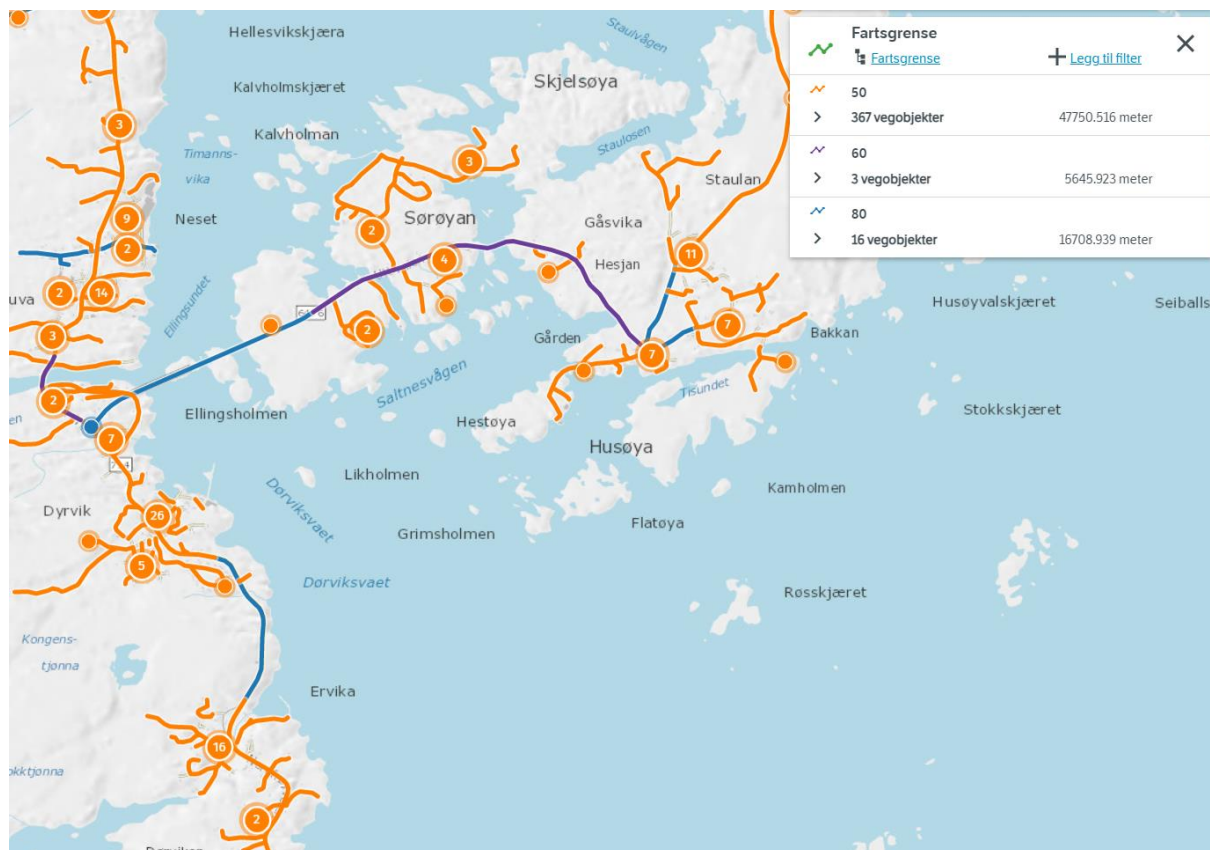 Hellesvikskjæra
Staulvågen
Skjelsøya
Kalvholmskjæret
3
Kalvholman
Staulosen
Timanns-
vika
3
Staulan
9
Neset
Sørøyan
Gåsvika
2
2
4
11
Hesjan
2
14
uva
Ellingsundet
3
2
7
Gården
7
Bakkan
Husøyvalskjæret
Seiballs
Saltnesvågen
Tisundet
2
Ellingsholmen
Hestøya
Stokkskjæret
en
7
Husøya
Likholmen
Kamholmen
Dyrvik
26
Dørviksvaet
Grimsholmen
Flatøya
5
Dørviksvaet
Røsskjæret
Kongens-
tjønna
Ervika
16
okktjønna
2
Fartsgrense
Fartsgrense
Legg til filter
50
367 vegobjekter 47750.516 meter
60
3 vegobjekter 5645.923 meter
80
16 vegobjekter 16708.939 meter